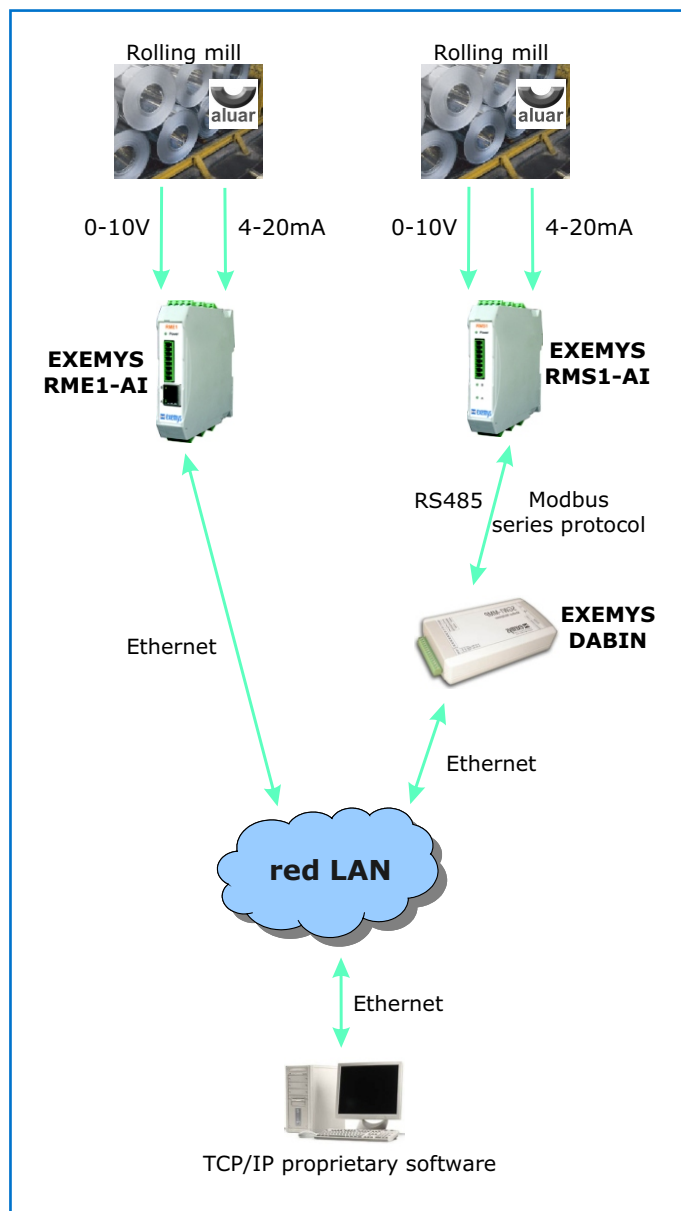 Rolling mill
aluar
Rolling mill
aluar
0-10V
4-20mA
0-10V
4-20mA
EXEMYS
RME1-AI
EXEMYS
RMS1-AI
RS485
Modbus
series protocol
EXEMYS
DABIN
Ethernet
Ethernet
red LAN
Ethernet
TCP/IP proprietary software